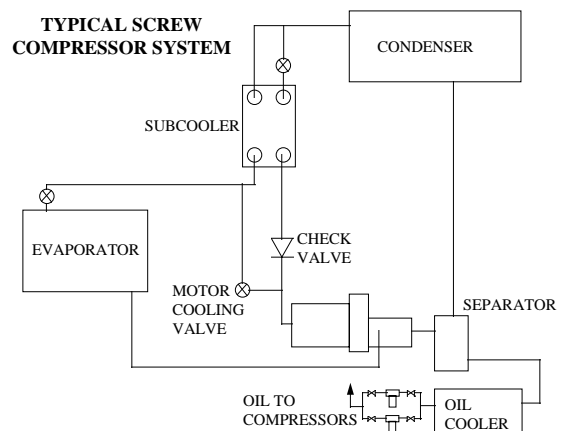 TYPICAL SCREW
COMPRESSOR SYSTEM
CONDENSER
SUBCOOLER
EVAPORATOR
CHECK
VALVE
MOTOR
COOLING
VALVE
SEPARATOR
OIL TO
COMPRESSORS
OIL
COOLER